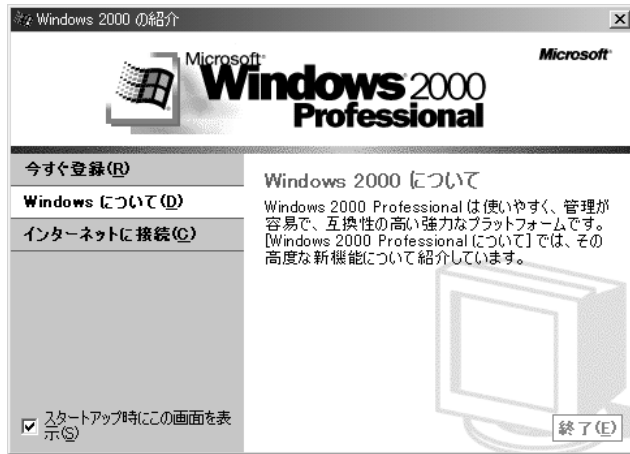 Windows 2000 の紹介
Microsoft
Microsoft
Windows 2000
Professional
今すぐ登録(R)
Windows について(D)
インターネットに接続(C)
Windows 2000 について
Windows 2000 Professional は使いやすく、管理が
容易で、互換性の高い強力なプラットフォームです。
[Windows 2000 Professional について] では、その
高度な新機能について紹介しています。
スタートアップ時にこの画面を表
示(S)
終了(E)